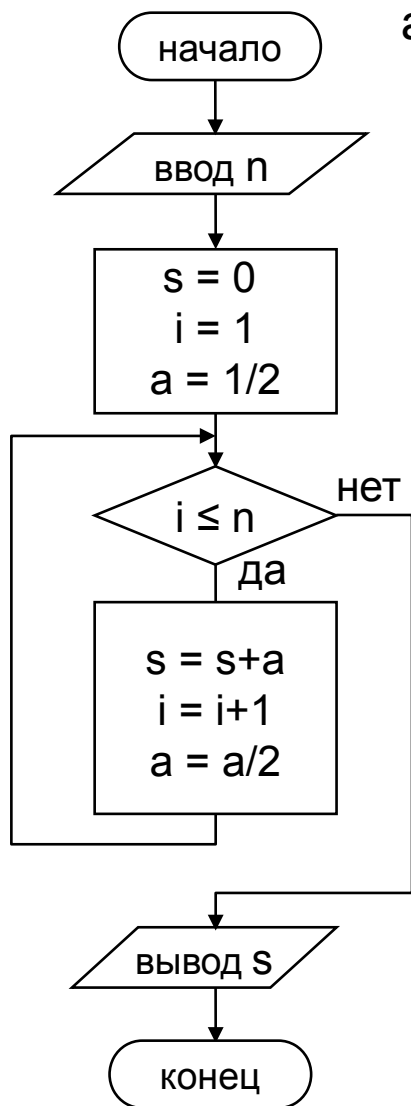 а
начало
ввод n
s = 0
i = 1
a = 1/2
i ≤ n
нет
да
s = s+a
i = i+1
a = a/2
вывод s
конец